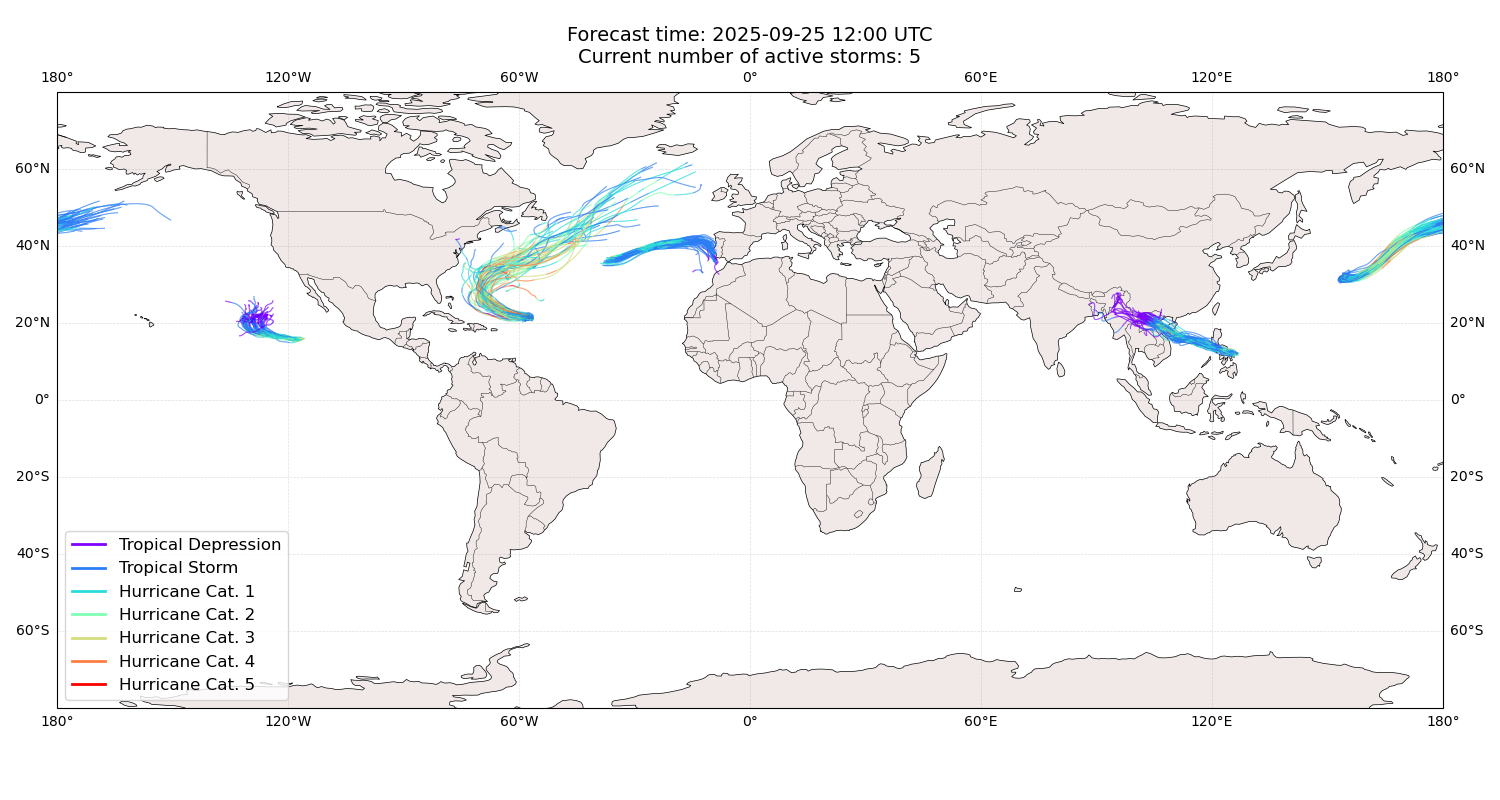 Forecast time: 2025-09-25 12:00 UTC
Current number of active storms: 5
180° 120°W 60°W 0° 60°E 120°E 180°
60°N 60°N
40°N 40°N
20°N 20°N
0° 0°
20°S 20°S
40°S 40°S
60°S 60°S
Tropical Depression
Tropical Storm
Hurricane Cat. 1
Hurricane Cat. 2
Hurricane Cat. 3
Hurricane Cat. 4
Hurricane Cat. 5
180° 120°W 60°W 0° 60°E 120°E 180°